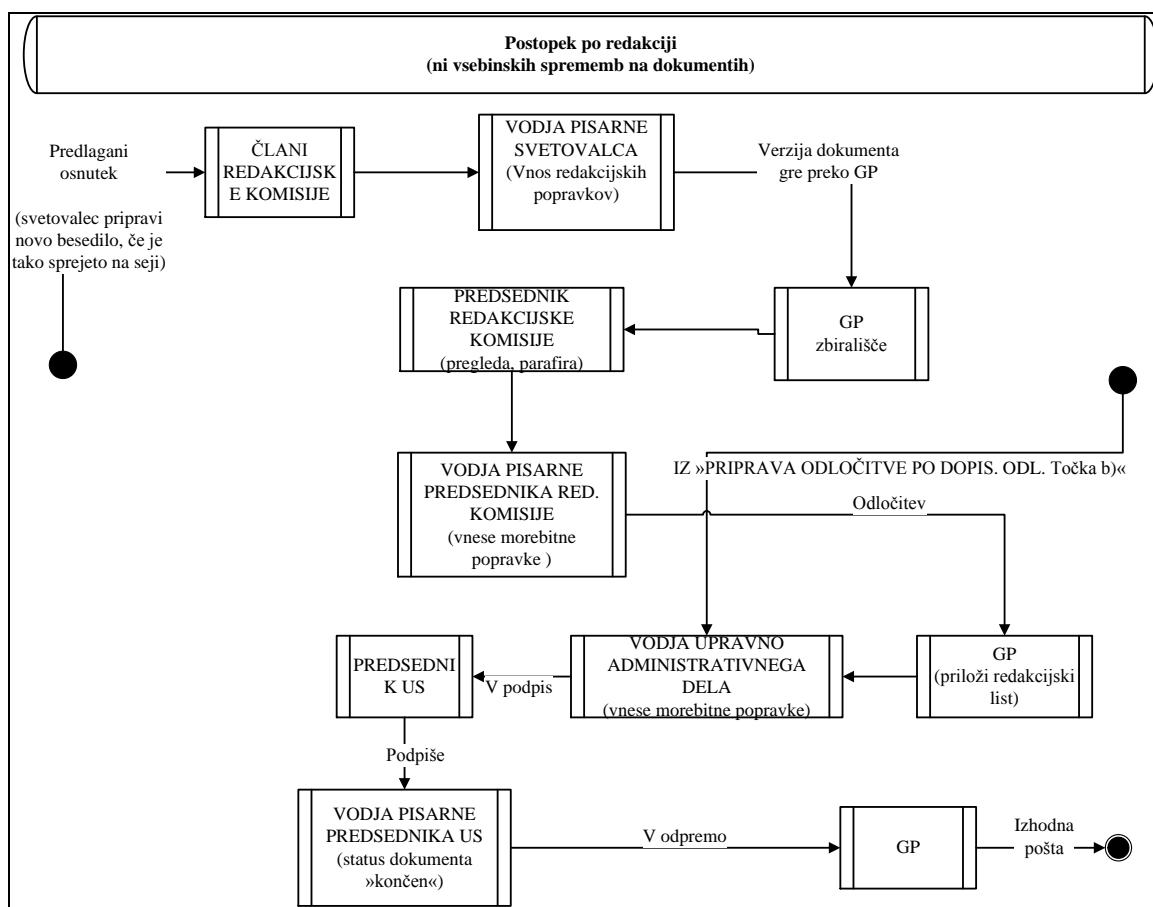 Postopek po redakciji
(ni vsebinskih sprememb na dokumentih)
Predlagani
osnutek
(svetovalec pripravi
novo besedilo, če je
tako sprejeto na seji)
ČLANI
REDAKCIJSK
E KOMISIJE
VODJA PISARNE
SVETOVALCA
(Vnos redakcijskih
popravkov)
Verzija dokumenta
gre preko GP
PREDSEDNIK
REDAKCIJSKE
KOMISIJE
(pregleda, parafira)
GP
zbirališče
VODJA PISARNE
PREDSEDNIKA RED.
KOMISIJE
(vnese morebitne
popravke )
IZ »PRIPRAVA ODLOČITVE PO DOPIS. ODL. Točka b)«
Odločitev
PREDSEDNI
K US
V podpis
VODJA UPRAVNO
ADMINISTRATIVNEGA
DELA
(vnese morebitne popravke)
GP
(priloži redakcijski
list)
Podpiše
VODJA PISARNE
PREDSEDNIKA US
(status dokumenta
»končen«)
V odpremo
GP
Izhodna
pošta